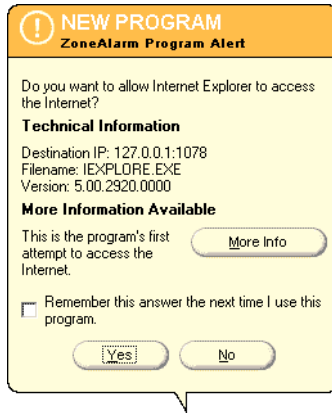 NEW PROGRAM
ZoneAlarm Program Alert
Do you want to allow Internet Explorer to access
the Internet?
Technical Information
Destination IP: 127.0.0.1:1078
Filename: IEXPLORE.EXE
Version: 5.00.2920.0000
More Information Available
This is the program's first
attempt to access the
Internet.
More Info
Remember this answer the next time I use this
program.
Yes No